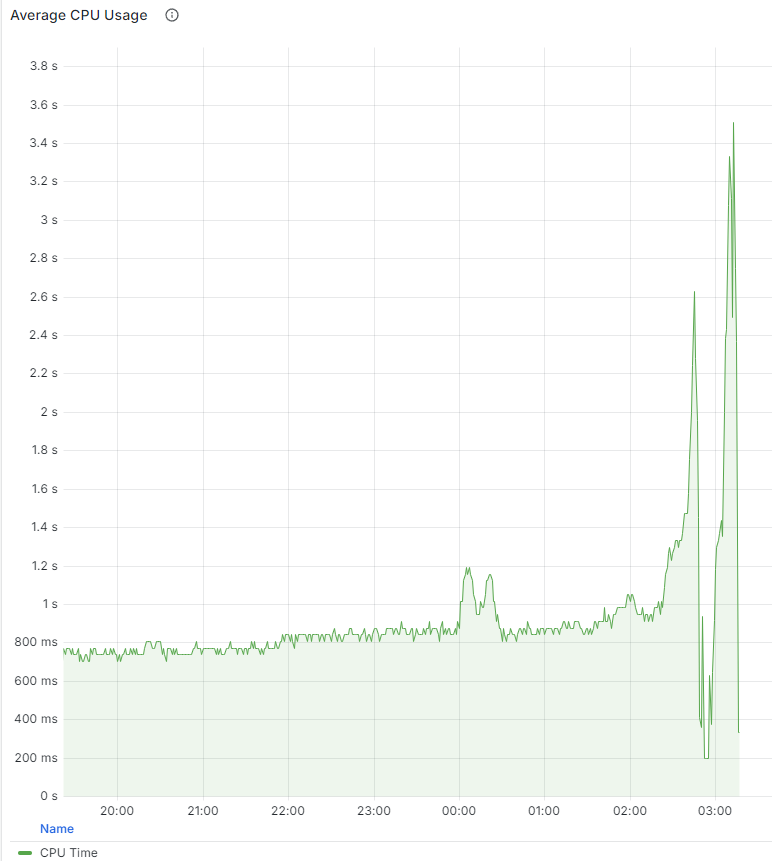 Average CPU Usage
3.8 s
3.6 s
3.4 s
3.2 s
3 s
2.8 s
2.6 s
2.4 s
2.2 s
2 s
1.8 s
1.6 s
1.4 s
1.2 s
1 s
800 ms
600 ms
400 ms
200 ms
0 s
20:00 21:00 22:00 23:00 00:00 01:00 02:00 03:00
Name
CPU Time